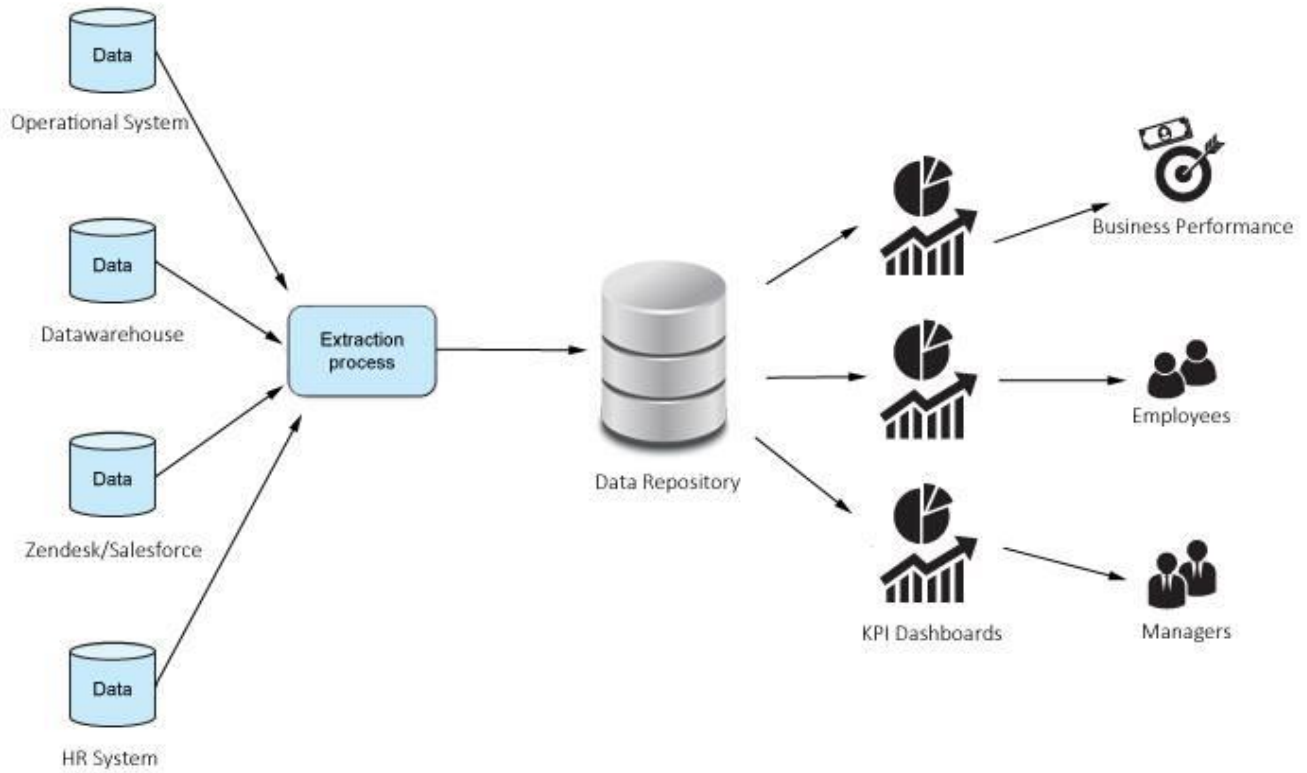 Data
Operational System
Data
Datawarehouse
Data
Zendesk/Salesforce
Data
HR System
Extraction
process
Data Repository
KPI Dashboards
Business Performance
Employees
Managers